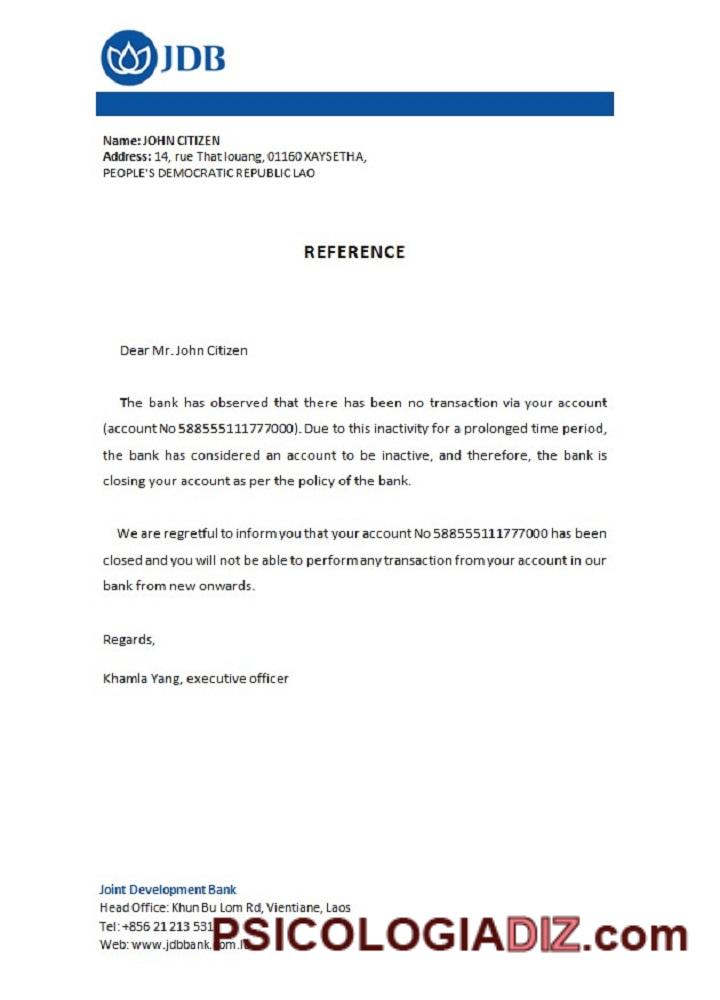 JDB
Name: JOHN CITIZEN
Address: 14, rue That louang, 01160 XAYSETHA,
PEOPLE'S DEMOCRATIC REPUBLIC LAO
REFERENCE
Dear Mr. John Citizen
The bank has observed that there has been no transaction via your account
(account No 588555111777000). Due to this inactivity for a prolonged time period,
the bank has considered an account to be inactive, and therefore, the bank is
closing your account as per the policy of the bank.
We are regretful to inform you that your account No 588555111777000 has been
closed and you will not be able to perform any transaction from your account in our
bank from new onwards.
Regards,
Khamla Yang, executive officer
Joint Development Bank
Head Office: Khun Bu Lom Rd, Vientiane, Laos
Tel: +856 21 213 531
Web: www.jdbbank.com.
PSICOLOGIADIZ.com